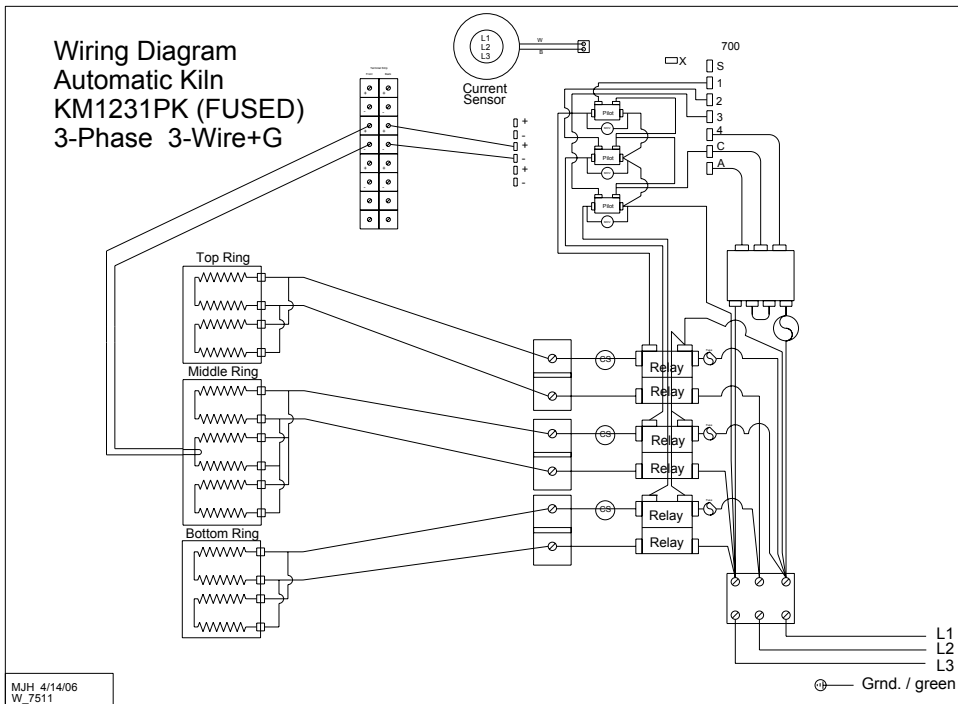 Wiring Diagram
Automatic Kiln
KM1231PK (FUSED)
3-Phase 3-Wire+G
L1
L2
L3
W
B
Current
Sensor
700
X
S
1
2
3
4
C
A
+
-
+
-
+
-
Pilot
Pilot
Pilot
Top Ring
Middle Ring
Bottom Ring
CS
Relay
Relay
CS
Relay
Relay
CS
Relay
Relay
L1
L2
L3
Grnd. / green
MJH 4/14/06
W_7511